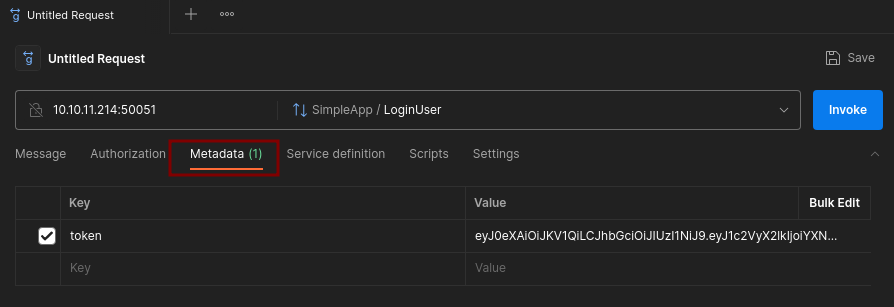 Untitled Request
Untitled Request Save
10.10.11.214:50051 SimpleApp / LoginUser Invoke
Message Authorization Metadata (1) Service definition Scripts Settings
Key Value Bulk Edit
token eyJ0eXAiOiJKV1QiLCJhbGciOiJIUzI1NiJ9.eyJ1c2VyX2lkIjoiYXN...
Key Value